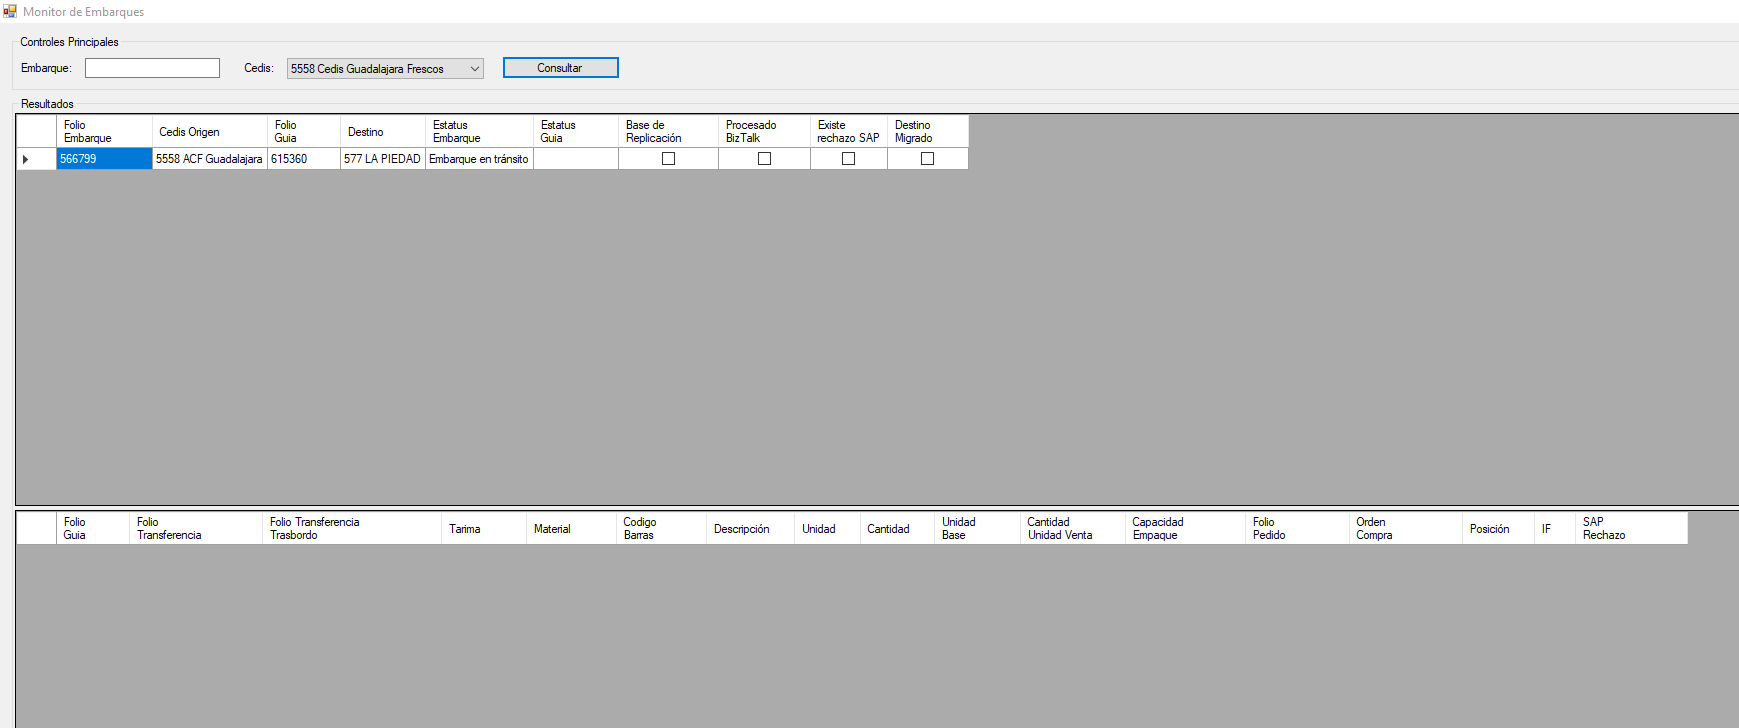 Monitor de Embarques
Controles Principales
Embarque: Cedis: 5558 Cedis Guadalajara Frescos Consultar
Resultados
Folio Embarque Cedis Origen Folio Guia Destino Estatus Embarque Estatus Guia Base de Replicación Procesado BizTalk Existe rechazo SAP Destino Migrado
566799 5558 ACF Guadalajara 615360 577 LA PIEDAD Embarque en tránsito
Folio Guia Folio Transferencia Folio Transferencia Trasbordo Tarima Material Codigo Barras Descripción Unidad Cantidad Unidad Base Cantidad Unidad Venta Capacidad Empaque Folio Pedido Orden Compra Posición IF SAP Rechazo